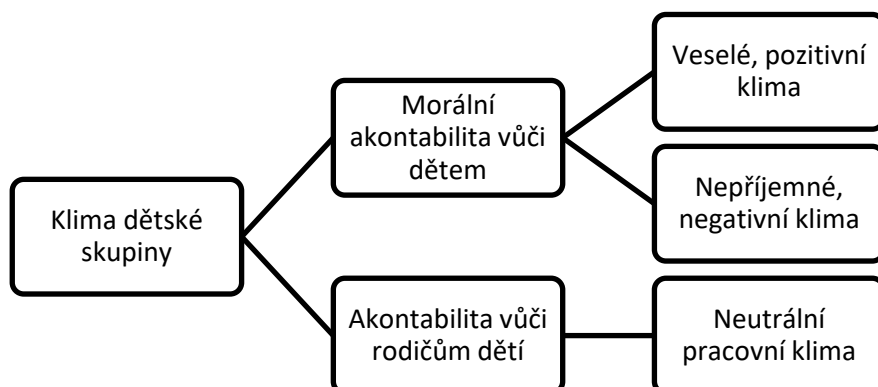 Klima dětské
skupiny
Morální
akontabilita vůči
dětem
Veselé, pozitivní
klima
Nepříjemné,
negativní klima
Akontabilita vůči
rodičům dětí
Neutrální
pracovní klima